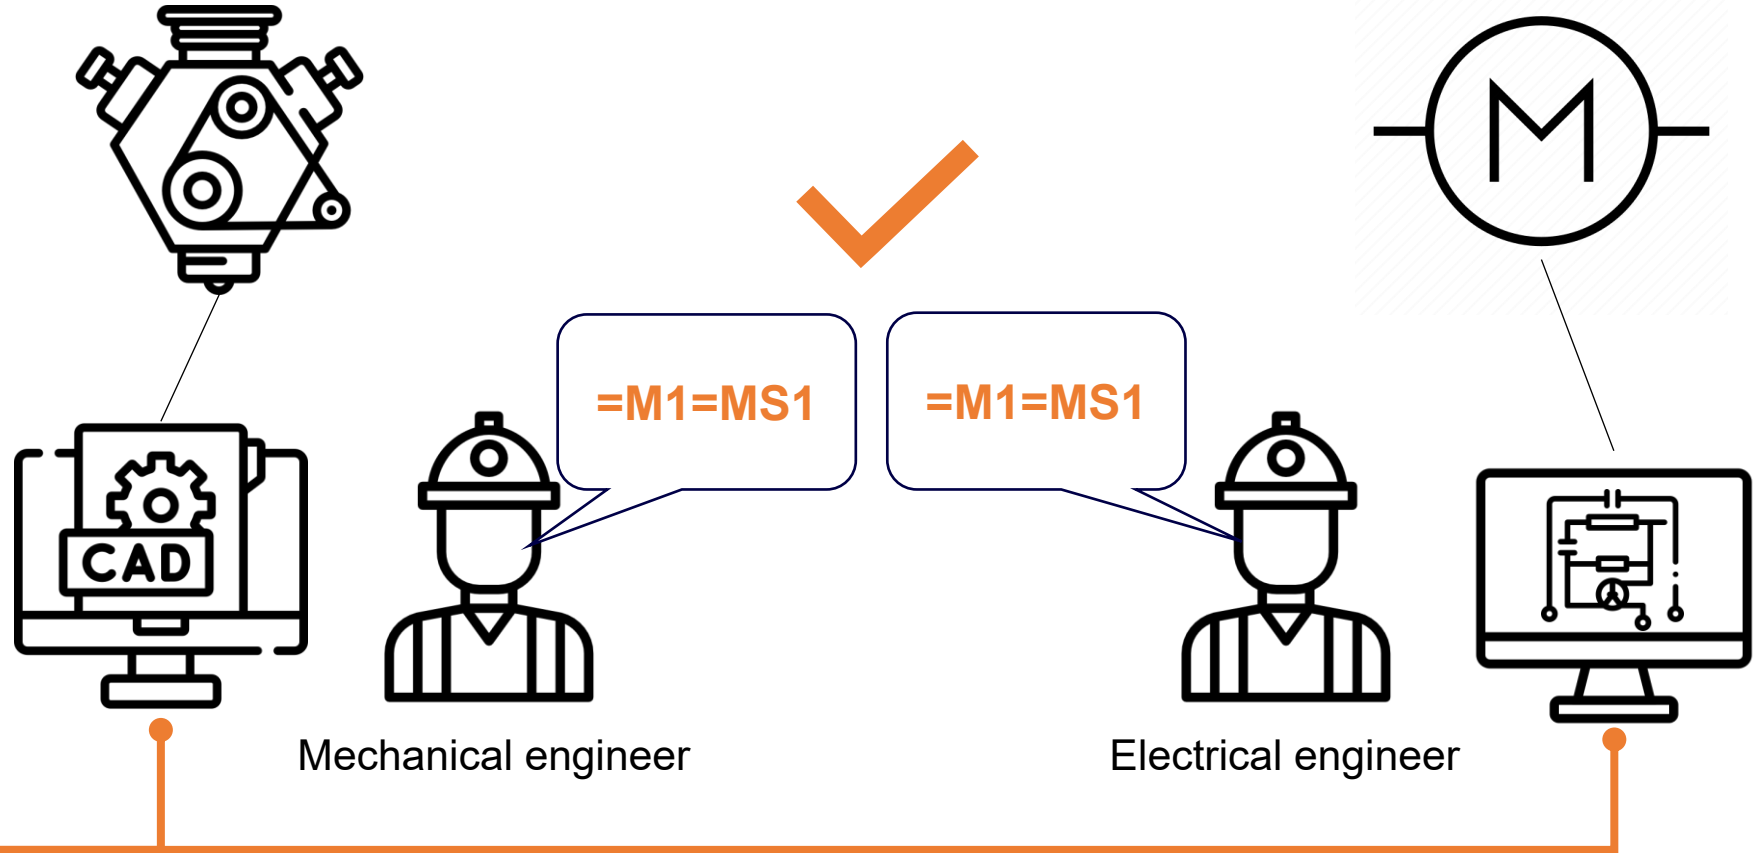 M
=M1=MS1
=M1=MS1
CAD
Mechanical engineer
Electrical engineer